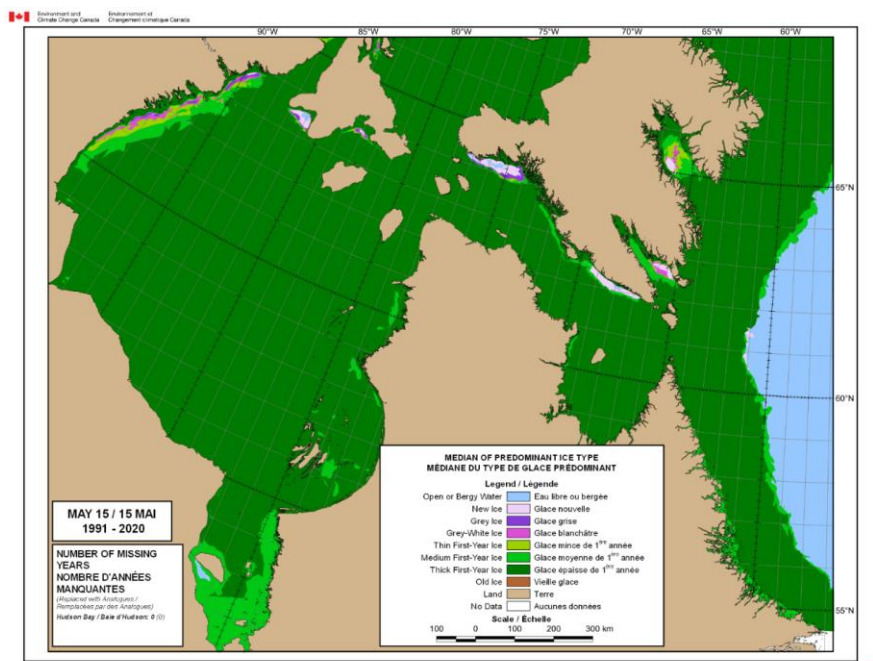 Environment and Environnement et
Climate Change Canada Changement climatique Canada
90°W 85°W 80°W 75°W 70°W 65°W 60°W
65°N
60°N
55°N
MAY 15 / 15 MAI
1991 - 2020
NUMBER OF MISSING
YEARS
NOMBRE D'ANNÉES
MANQUANTES
(Replaced with Analogues /
Remplacées par des Analogues)
Hudson Bay / Baie d'Hudson: 0 (0)
MEDIAN OF PREDOMINANT ICE TYPE
MÉDIANE DU TYPE DE GLACE PRÉDOMINANT
Legend / Légende
Open or Bergy Water Eau libre ou bergée
New Ice Glace nouvelle
Grey Ice Glace grise
Grey-White Ice Glace blanchâtre
Thin First-Year Ice Glace mince de 1ère année
Medium First-Year Ice Glace moyenne de 1ère année
Thick First-Year Ice Glace épaisse de 1ère année
Old Ice Vieille glace
Land Terre
No Data Aucunes données
Scale / Échelle
100 0 100 200 300 km